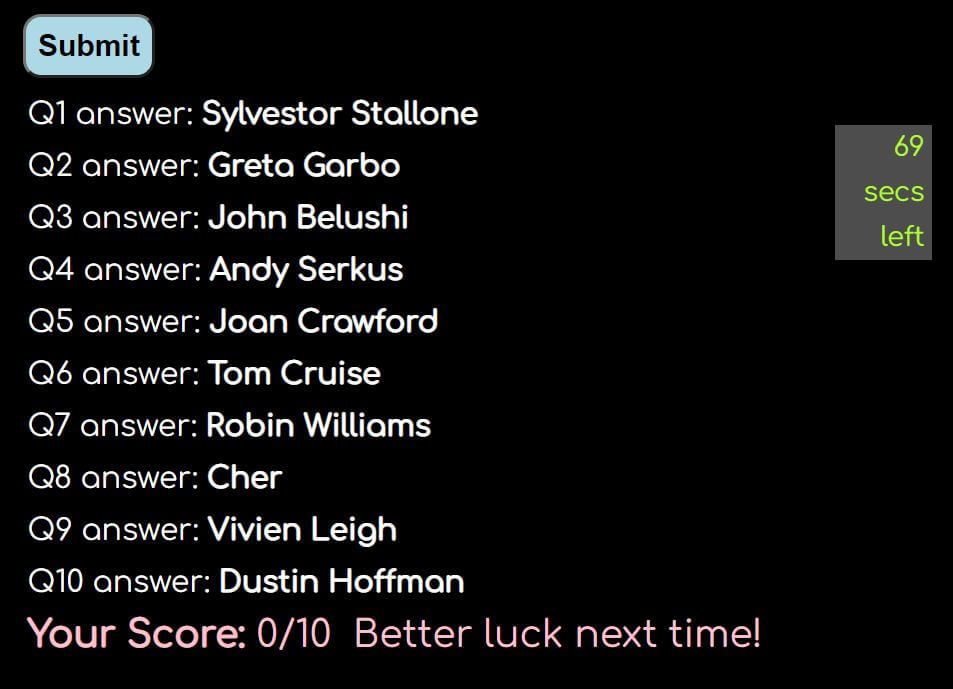 Submit
Q1 answer: Sylvestor Stallone
69
secs
left
Q2 answer: Greta Garbo
Q3 answer: John Belushi
Q4 answer: Andy Serkus
Q5 answer: Joan Crawford
Q6 answer: Tom Cruise
Q7 answer: Robin Williams
Q8 answer: Cher
Q9 answer: Vivien Leigh
Q10 answer: Dustin Hoffman
Your Score: 0/10 Better luck next time!